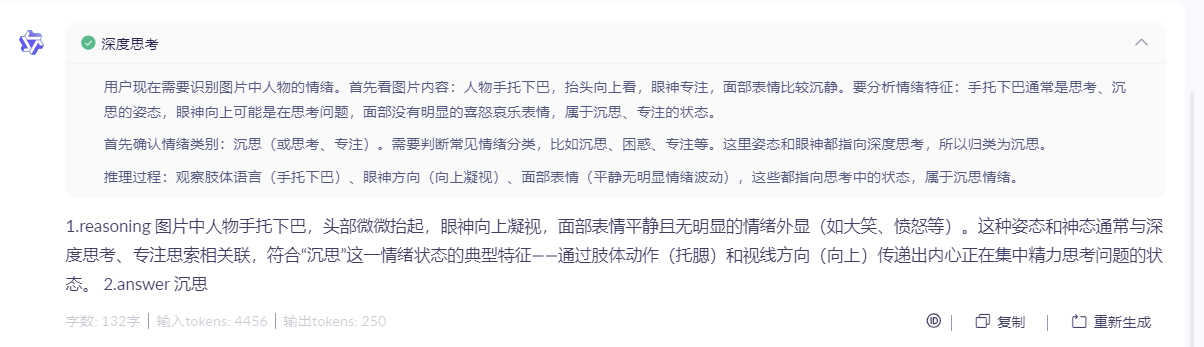 深度思考
用户现在需要识别图片中人物的情绪。首先看图片内容：人物手托下巴，抬头向上看，眼神专注，面部表情比较沉静。要分析情绪特征：手托下巴通常是思考、沉
思的姿态，眼神向上可能是在思考问题，面部没有明显的喜怒哀乐表情，属于沉思、专注的状态。
首先确认情绪类别：沉思（或思考、专注）。需要判断常见情绪分类，比如沉思、困惑、专注等。这里姿态和眼神都指向深度思考，所以归类为沉思。
推理过程：观察肢体语言（手托下巴）、眼神方向（向上凝视）、面部表情（平静无明显情绪波动），这些都指向思考中的状态，属于沉思情绪。
1.reasoning 图片中人物手托下巴，头部微微抬起，眼神向上凝视，面部表情平静且无明显的情绪外显（如大笑、愤怒等）。这种姿态和神态通常与深
度思考、专注思索相关联，符合“沉思”这一情绪状态的典型特征——通过肢体动作（托腮）和视线方向（向上）传递出内心正在集中精力思考问题的状
态。 2.answer 沉思
字数: 132字 | 输入tokens: 4456 | 输出tokens: 250 ID | 复制 | 重新生成